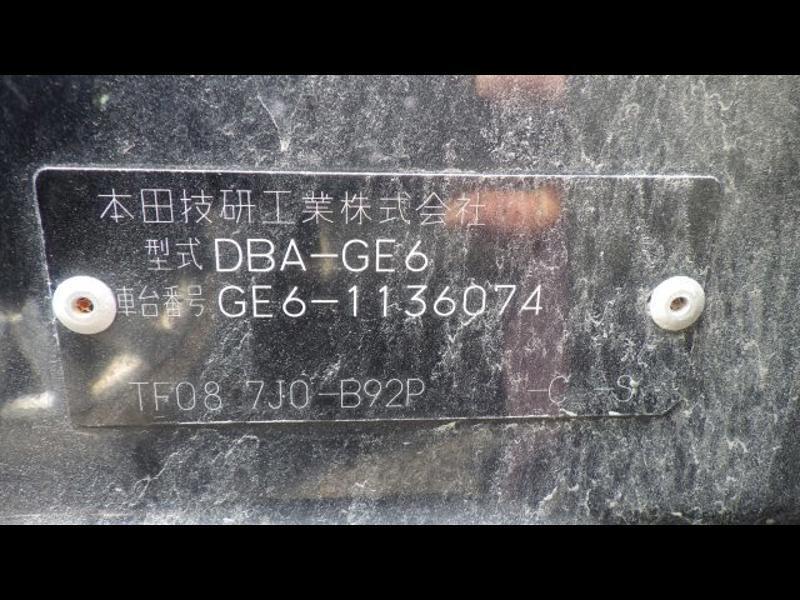 本田技研工業株式会社
型式 DBA-GE6
車台番号 GE6-1136074
TF08 7J0-B92P -C -S